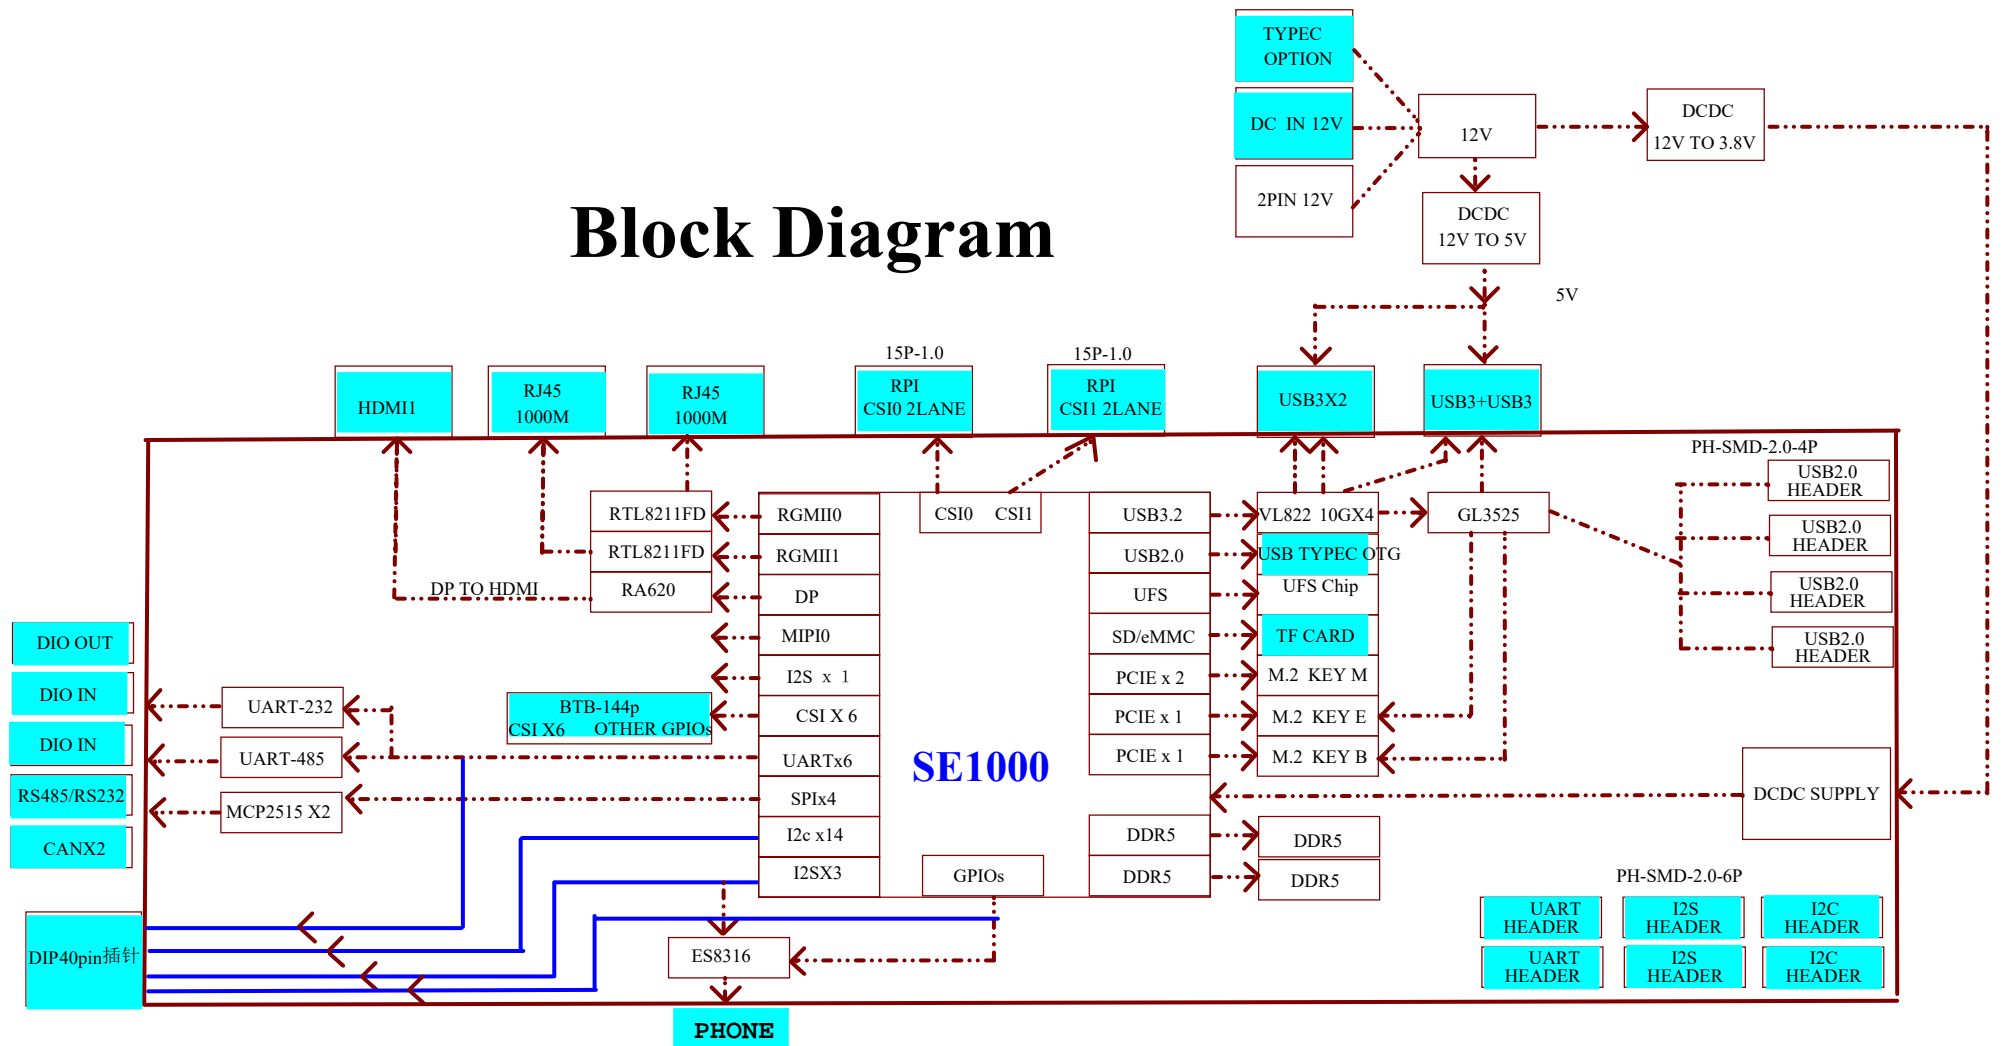 TYPEC
OPTION
DC IN 12V
2PIN 12V
12V
DCDC
12V TO 3.8V
DCDC
12V TO 5V
5V
Block Diagram
15P-1.0
15P-1.0
HDMI1
RJ45
1000M
RJ45
1000M
RPI
CSI0 2LANE
RPI
CSI1 2LANE
USB3X2
USB3+USB3
PH-SMD-2.0-4P
USB2.0
HEADER
USB2.0
HEADER
USB2.0
HEADER
USB2.0
HEADER
RTL8211FD
RTL8211FD
RA620
DP TO HDMI
RGMII0
RGMII1
DP
MIPI0
I2S x 1
CSI X 6
UARTx6
SPIx4
I2c x14
I2SX3
CSI0 CSI1
SE1000
GPIOs
USB3.2
USB2.0
UFS
SD/eMMC
PCIE x 2
PCIE x 1
PCIE x 1
DDR5
DDR5
VL822 10GX4
USB TYPEC OTG
UFS Chip
TF CARD
M.2 KEY M
M.2 KEY E
M.2 KEY B
DDR5
DDR5
GL3525
DCDC SUPPLY
BTB-144p
CSI X6 OTHER GPIOs
DIO OUT
DIO IN
DIO IN
RS485/RS232
CANX2
UART-232
UART-485
MCP2515 X2
DIP40pin插针
ES8316
PHONE
PH-SMD-2.0-6P
UART
HEADER
I2S
HEADER
I2C
HEADER
UART
HEADER
I2S
HEADER
I2C
HEADER